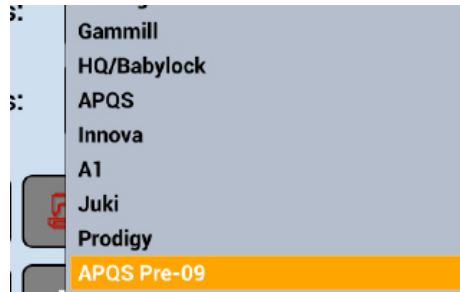 s:
Gammill
HQ/Babylock
s:
APQS
Innova
A1
Juki
Prodigy
APQS Pre-09